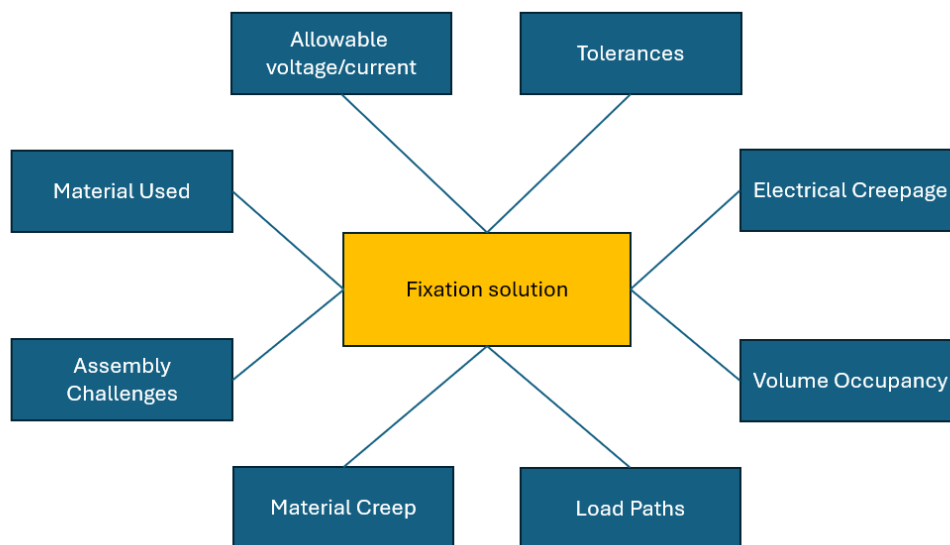 Allowable
voltage/current
Tolerances
Material Used
Electrical Creepage
Fixation solution
Assembly
Challenges
Volume Occupancy
Material Creep
Load Paths